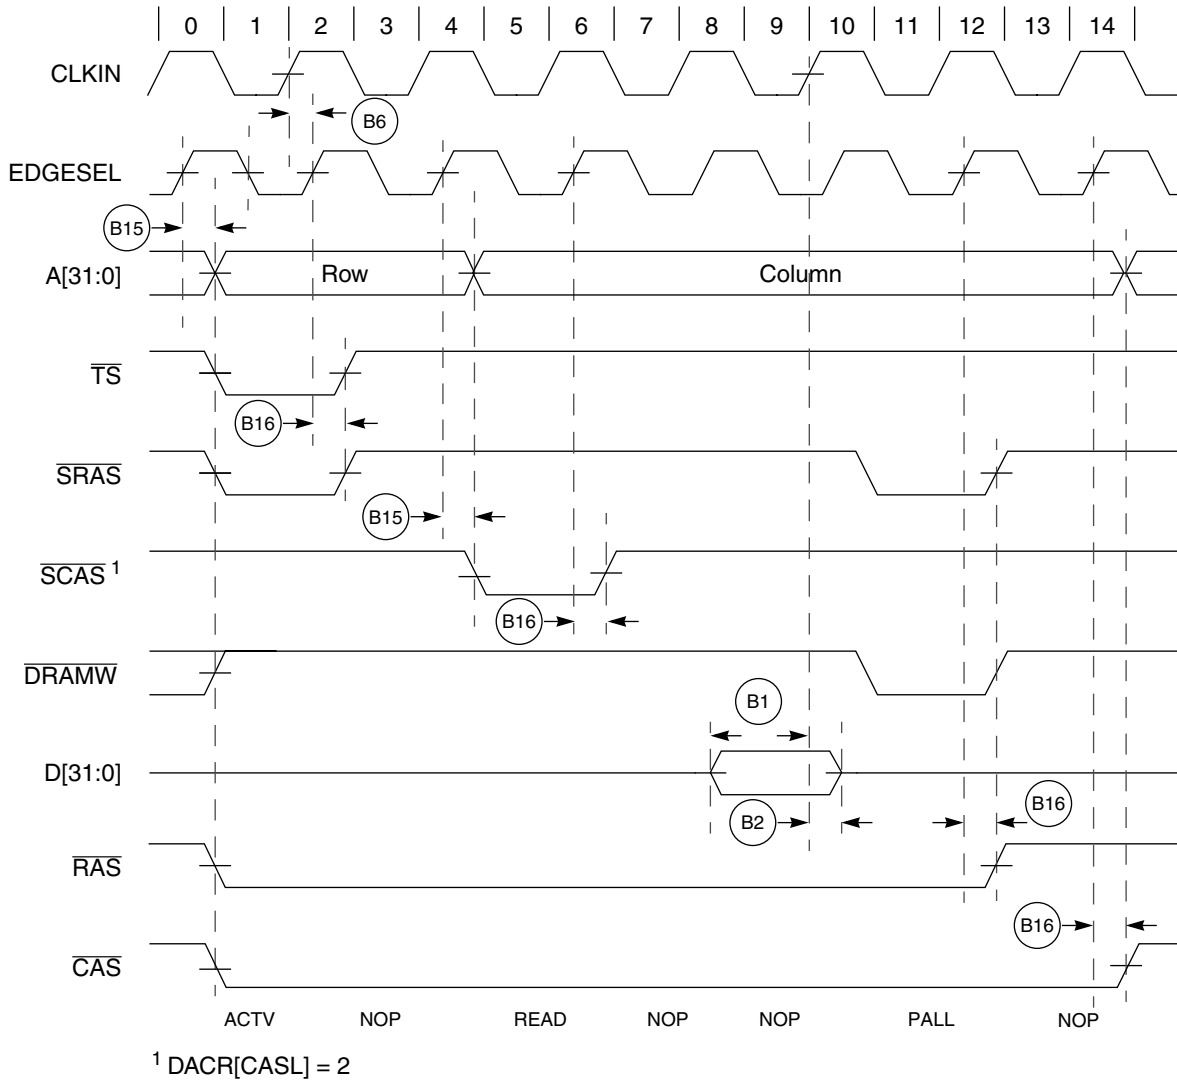 0 1 2 3 4 5 6 7 8 9 10 11 12 13 14
CLKIN
B6
EDGESEL
B15
A[31:0] Row Column
TS
B16
SRAS
B15
SCAS 1
B16
DRAMW
B1
D[31:0]
B16
B2
RAS
B16
CAS
ACTV NOP READ NOP NOP PALL NOP
1 DACR[CASL] = 2